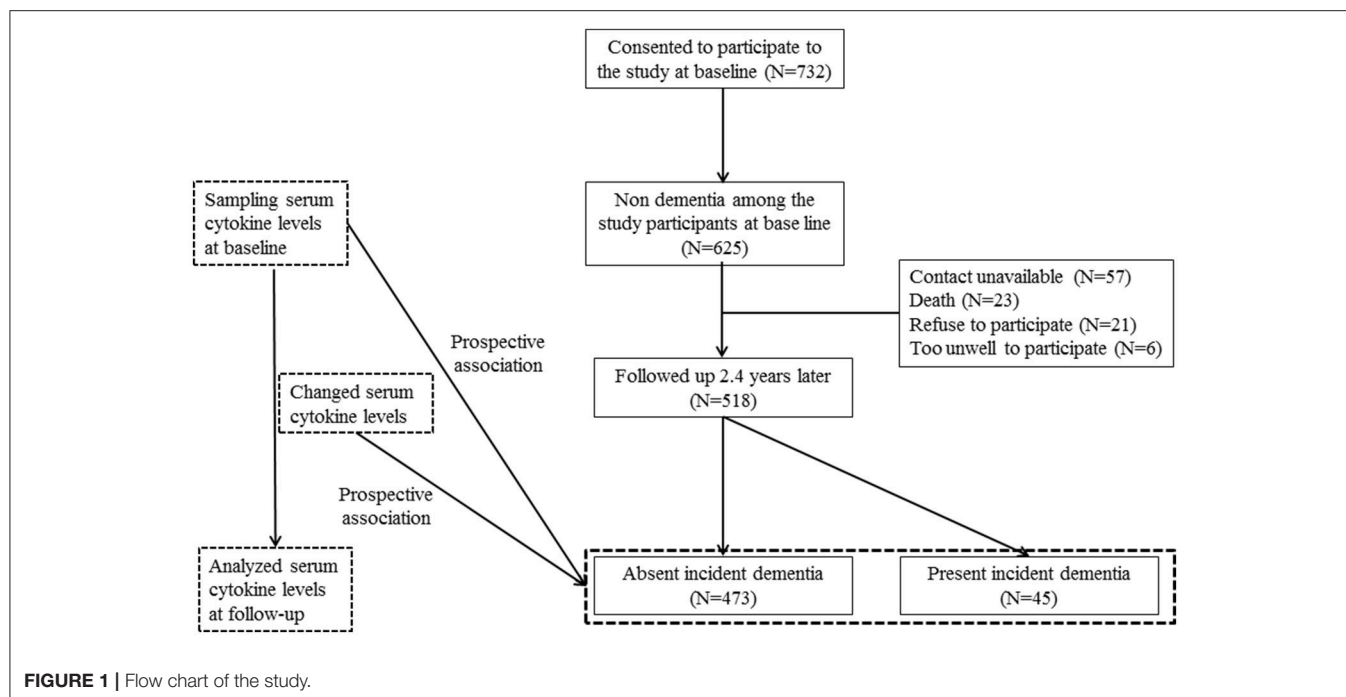 Consented to participate to
the study at baseline (N=732)
Sampling serum
cytokine levels
at baseline
Non dementia among the
study participants at base line
(N=625)
Contact unavailable (N=57)
Death (N=23)
Refuse to participate (N=21)
Too unwell to participate (N=6)
Prospective
association
Followed up 2.4 years later
(N=518)
Changed serum
cytokine levels
Prospective
association
Analyzed serum
cytokine levels
at follow-up
Absent incident dementia
(N=473)
Present incident dementia
(N=45)
FIGURE 1 | Flow chart of the study.